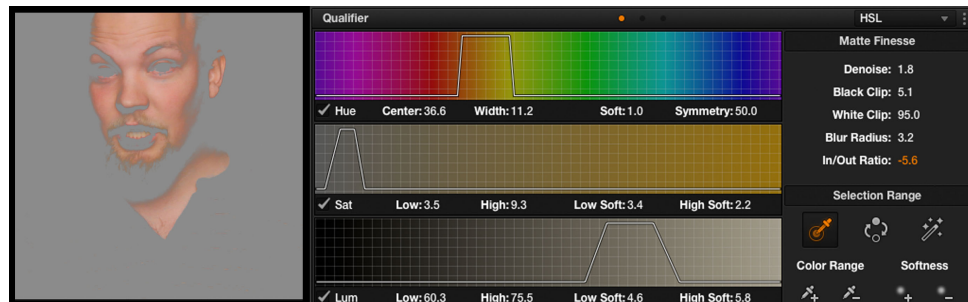 Qualifier HSL
Matte Finesse
Denoise: 1.8
Black Clip: 5.1
White Clip: 95.0
Blur Radius: 3.2
In/Out Ratio: -5.6
Hue Center: 36.6 Width: 11.2 Soft: 1.0 Symmetry: 50.0
Sat Low: 3.5 High: 9.3 Low Soft: 3.4 High Soft: 2.2
Lum Low: 60.3 High: 75.5 Low Soft: 4.6 High Soft: 5.8
Selection Range
Color Range Softness